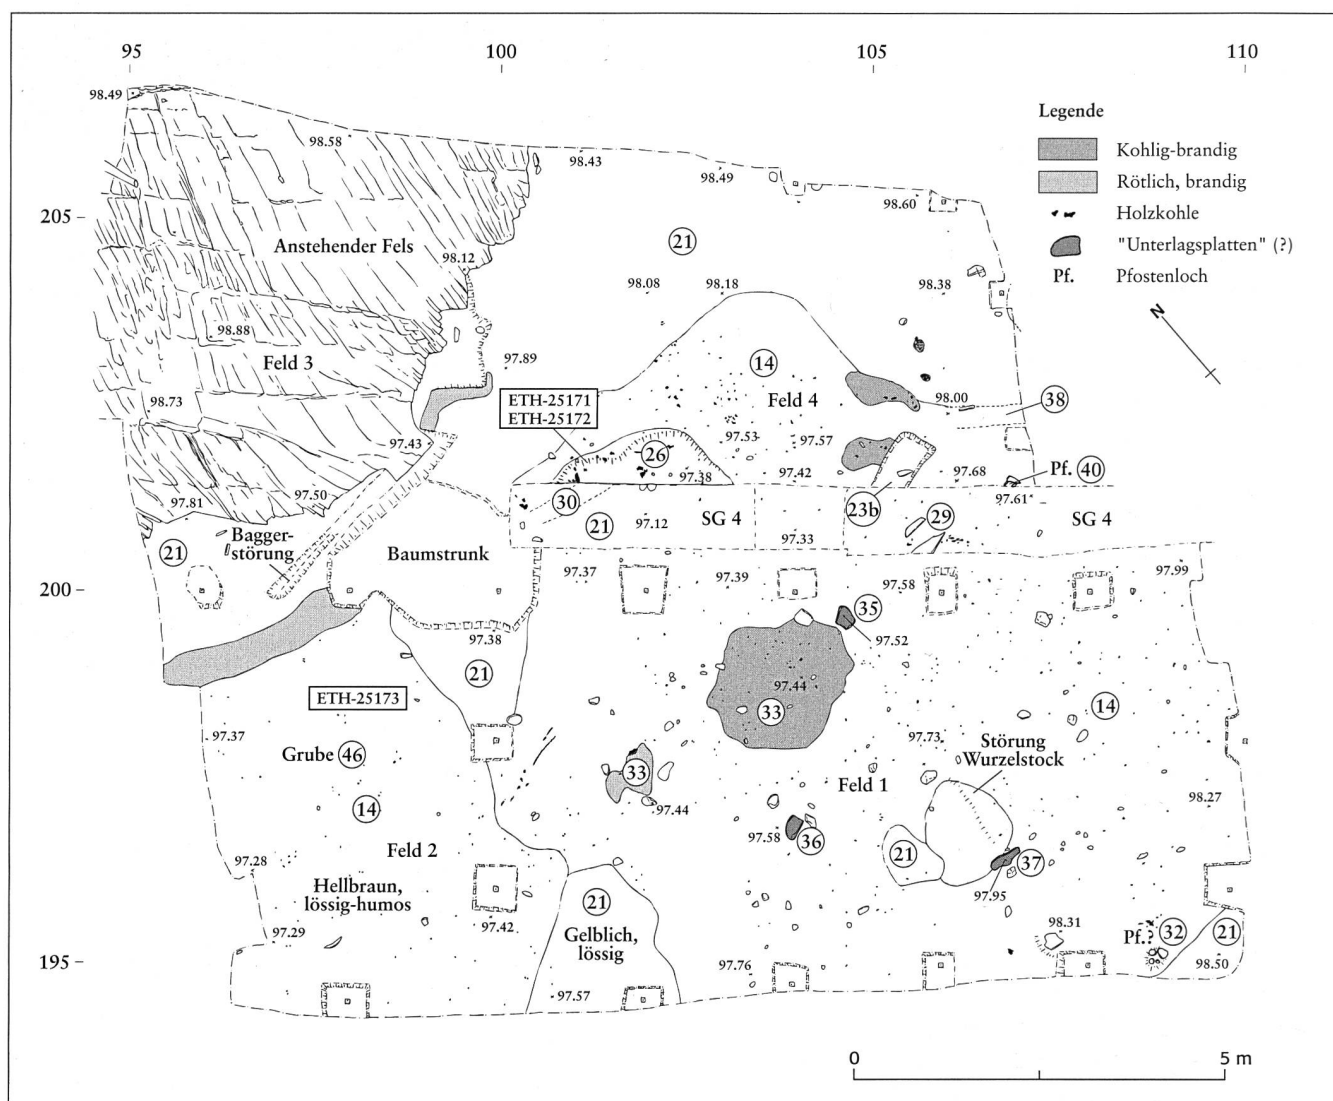 95
100
105
110
98.49
98.58
98.43
98.49
98.60
Legende
Kohlig-brandig
Rötlich, brandig
Holzkohle
"Unterlagsplatten" (?)
Pf. Pfostenloch
N
205
Anstehender Fels
98.12
21
98.08
98.18
98.38
98.88
Feld 3
97.89
14
98.73
ETH-25171
ETH-25172
Feld 4
98.00
38
97.43
26
97.53
97.57
97.38
97.42
97.68
Pf. 40
97.81
97.50
30
23b
97.61
21
Bagger-
störung
Baumstrunk
21
97.12
SG 4
97.33
29
SG 4
200
97.37
97.39
97.58
97.99
97.38
35
97.52
21
97.44
ETH-25173
33
14
97.37
Grube 46
97.73
Störung
Wurzelstock
33
97.44
Feld 1
98.27
14
Feld 2
97.58
36
21
37
97.95
97.28
Hellbraun,
lössig-humos
21
97.42
Gelblich,
lössig
97.29
98.31
Pf.?
32
21
98.50
195
97.76
97.57
0
5 m